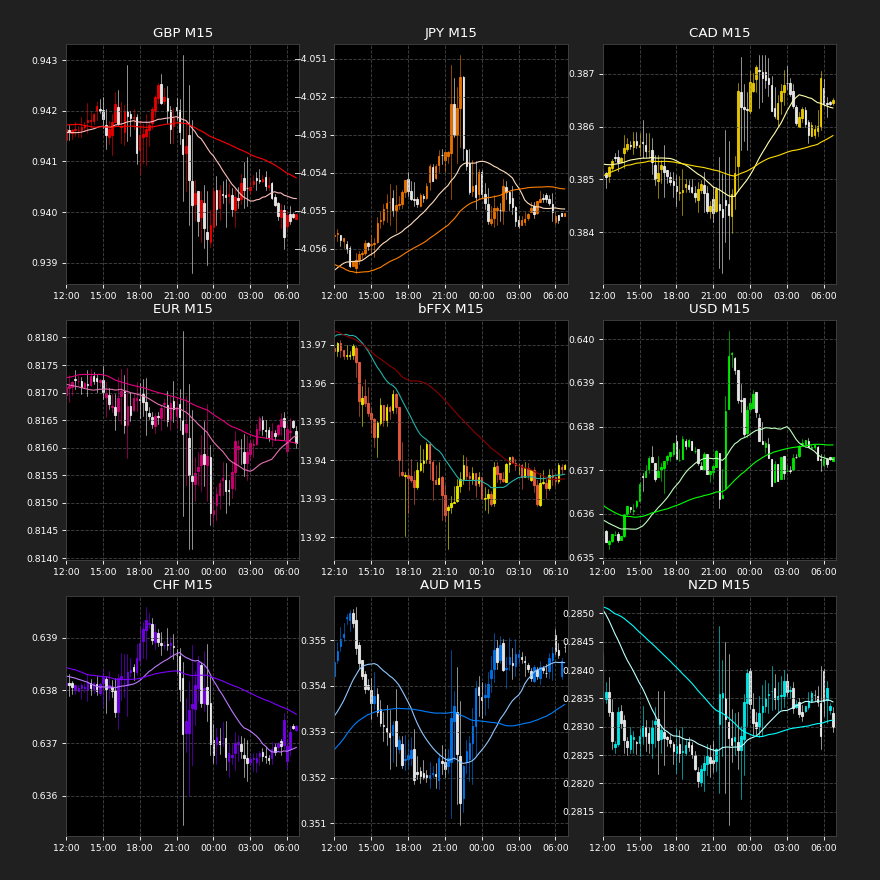 GBP M15
JPY M15
CAD M15
0.943
0.942
0.941
0.940
0.939
12:00 15:00 18:00 21:00 00:00 03:00 06:00
−4.051
−4.052
−4.053
−4.054
−4.055
−4.056
12:00 15:00 18:00 21:00 00:00 03:00 06:00
0.387
0.386
0.385
0.384
12:00 15:00 18:00 21:00 00:00 03:00 06:00
EUR M15
bFFX M15
USD M15
0.8180
0.8175
0.8170
0.8165
0.8160
0.8155
0.8150
0.8145
0.8140
12:00 15:00 18:00 21:00 00:00 03:00 06:00
13.97
13.96
13.95
13.94
13.93
13.92
12:10 15:10 18:10 21:10 00:10 03:10 06:10
0.640
0.639
0.638
0.637
0.636
0.635
12:00 15:00 18:00 21:00 00:00 03:00 06:00
CHF M15
AUD M15
NZD M15
0.639
0.638
0.637
0.636
12:00 15:00 18:00 21:00 00:00 03:00 06:00
0.355
0.354
0.353
0.352
0.351
12:00 15:00 18:00 21:00 00:00 03:00 06:00
0.2850
0.2845
0.2840
0.2835
0.2830
0.2825
0.2820
0.2815
12:00 15:00 18:00 21:00 00:00 03:00 06:00